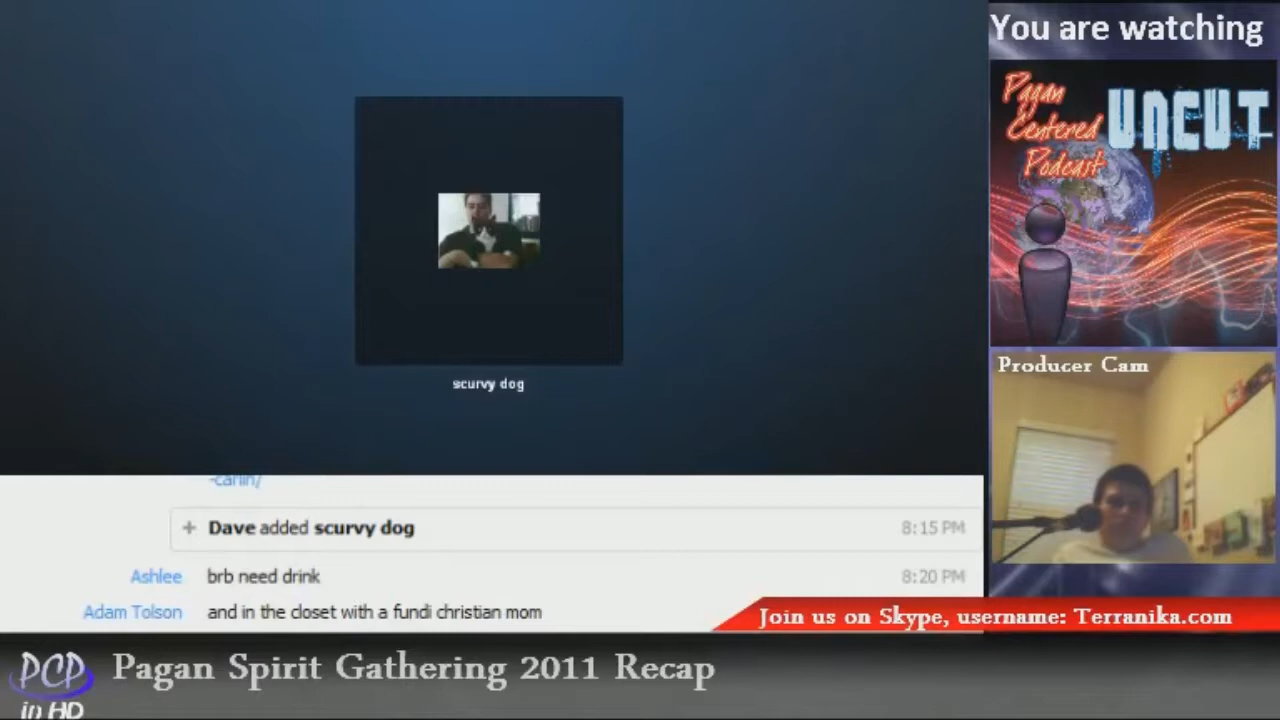 You are watching
Pagan
Centered
Podcast
UNCUT
Producer Cam
scurvy dog
-carlin/
Dave added scurvy dog 8:15 PM
Ashlee brb need drink 8:20 PM
Adam Tolson and in the closet with a fundi christian mom
Join us on Skype, username: Terranika.com
PCP
in HD
Pagan Spirit Gathering 2011 Recap